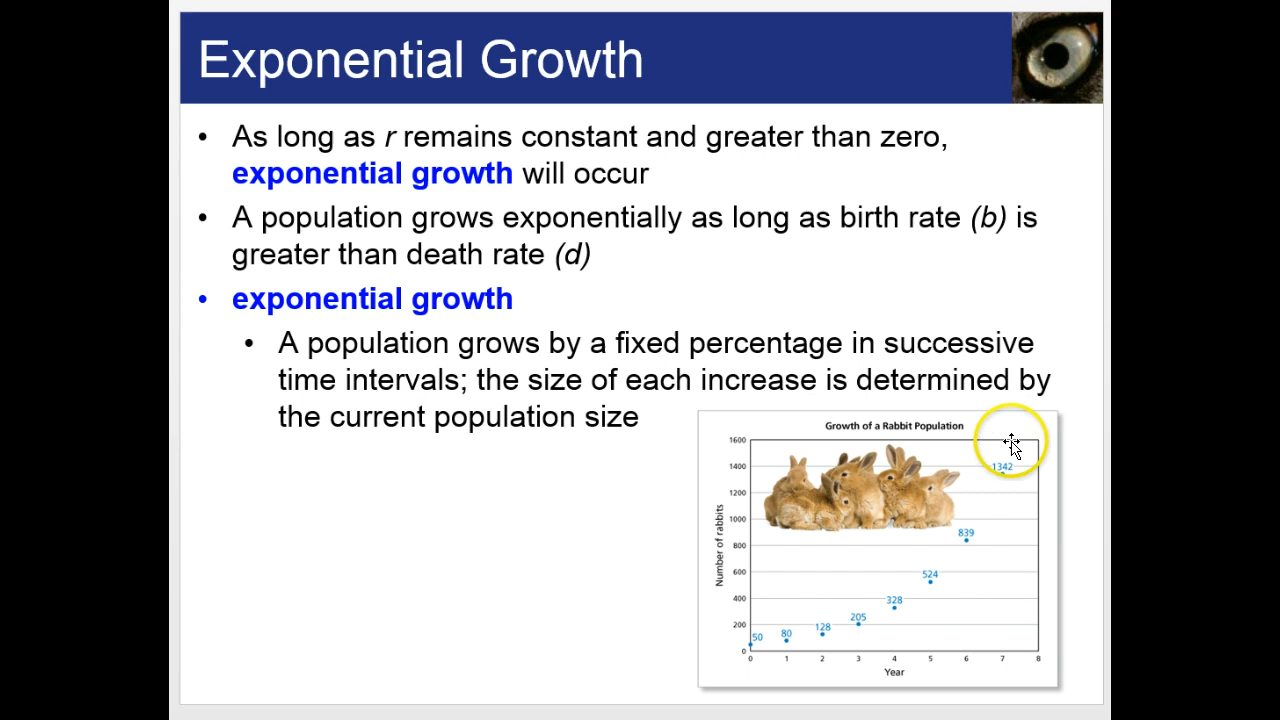 Exponential Growth
• As long as r remains constant and greater than zero,
exponential growth will occur
• A population grows exponentially as long as birth rate (b) is
greater than death rate (d)
• exponential growth
• A population grows by a fixed percentage in successive
time intervals; the size of each increase is determined by
the current population size
Growth of a Rabbit Population
1600
1400
1200
1000
800
600
400
200
0
Number of rabbits
50
80
128
205
328
524
839
1342
0 1 2 3 4 5 6 7 8
Year